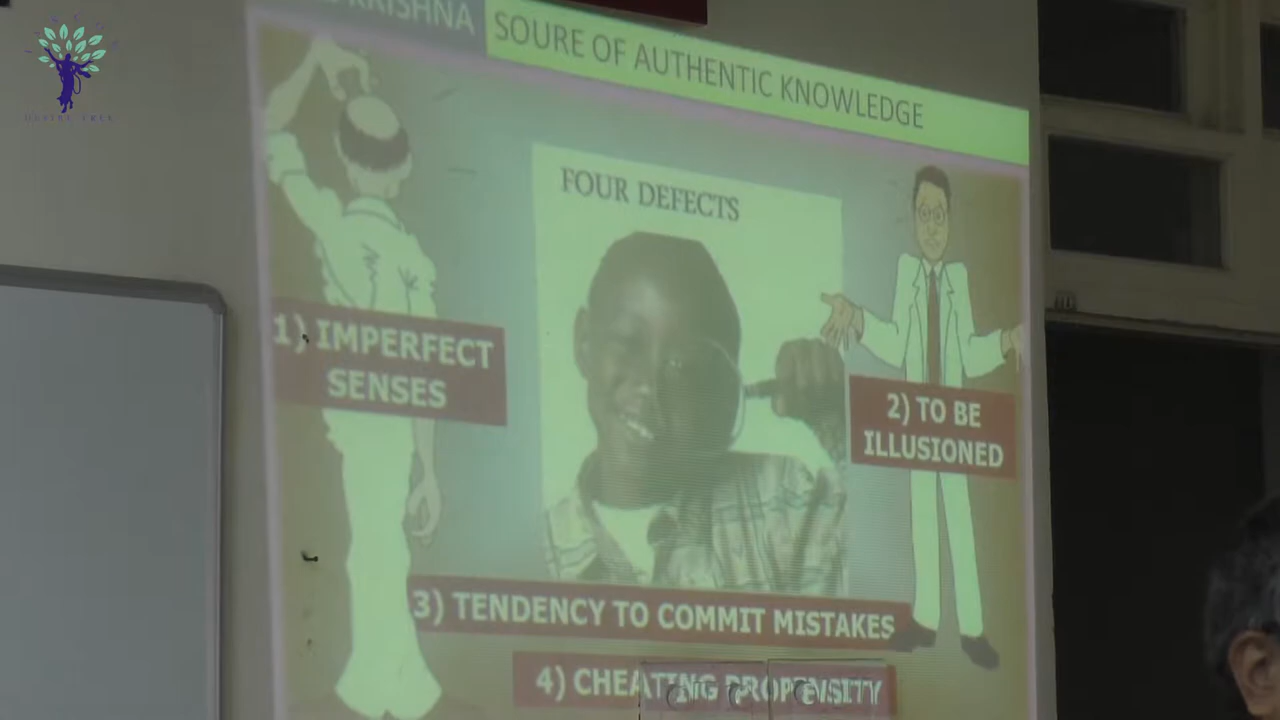 KRISHNA
SOURE OF AUTHENTIC KNOWLEDGE
FOUR DEFECTS
1) IMPERFECT
SENSES
2) TO BE
ILLUSIONED
3) TENDENCY TO COMMIT MISTAKES
4) CHEATING PROPENSITY